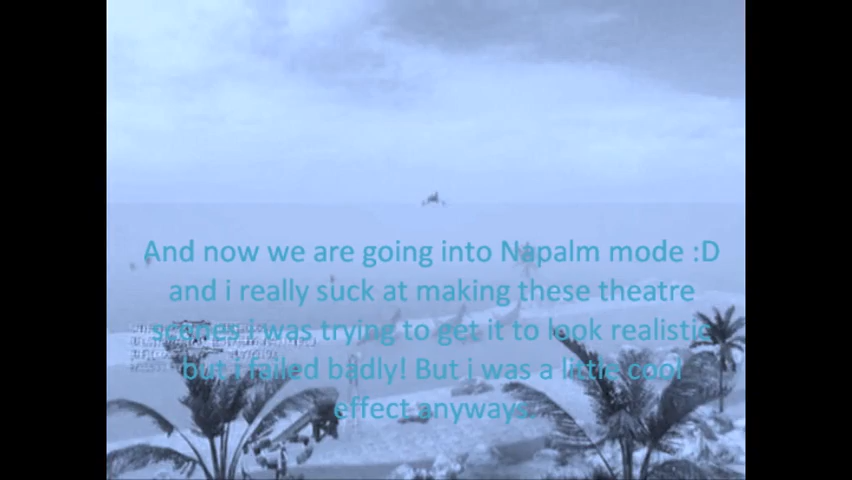 And now we are going into Napalm mode :D
and i really suck at making these theatre
scenes i was trying to get it to look realistic
but i failed badly! But i was a little cool
effect anyways.